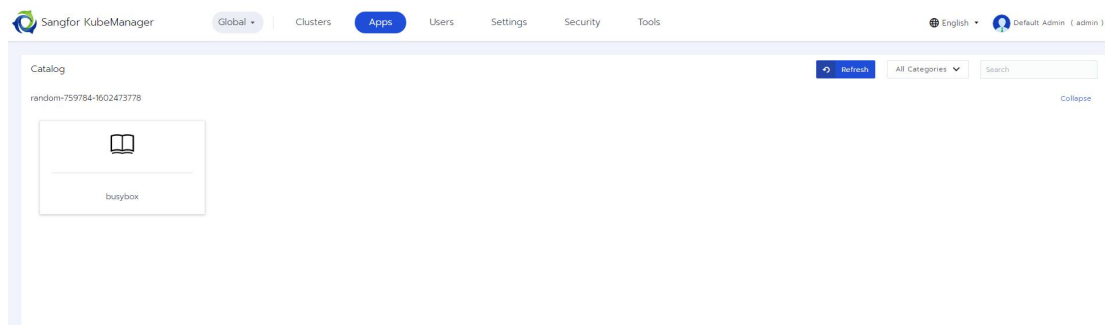 Sangfor KubeManager Global Clusters Apps Users Settings Security Tools English Default Admin ( admin )
Catalog Refresh All Categories Search
random-759784-1602473778 Collapse
busybox